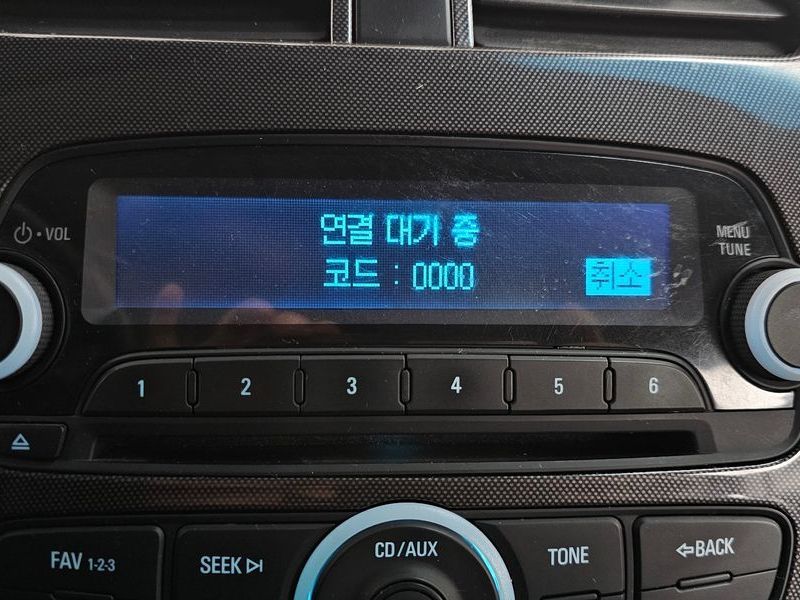 연결 대기 중
코드 : 0000
취소
· VOL
MENU
TUNE
1 2 3 4 5 6
FAV 1-2-3
SEEK
CD/AUX
TONE
BACK